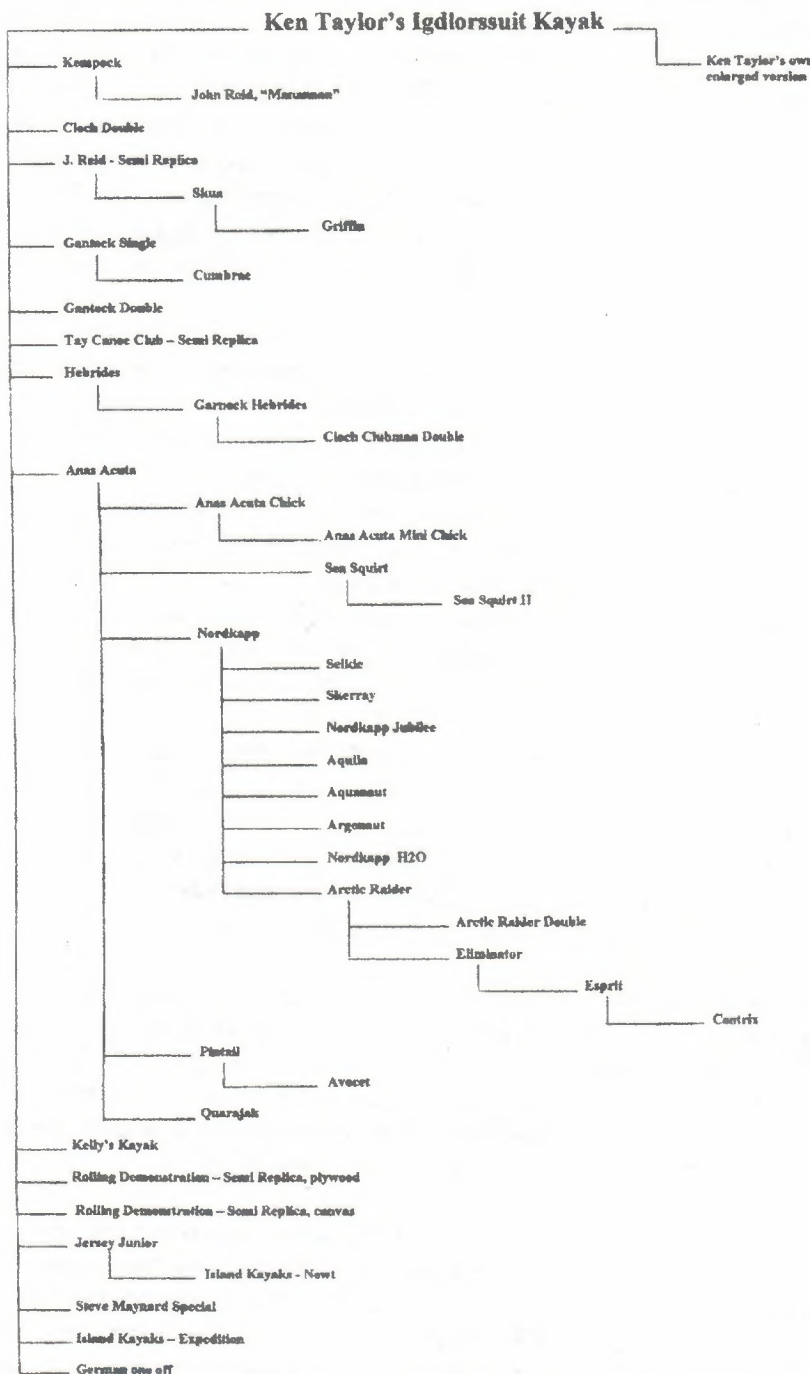 Ken Taylor's Igdlorssuit Kayak
Ken Taylor's own
enlarged version
Kempock
John Reid, "Manannan"
Cloch Double
J. Reid - Semi Replica
Skua
Griffin
Gantock Single
Cumbrae
Gantock Double
Tay Canoe Club – Semi Replica
Hebrides
Garnock Hebrides
Cloch Clubman Double
Anas Acuta
Anas Acuta Chick
Anas Acuta Mini Chick
Sea Squirt
Sea Squirt II
Nordkapp
Selkie
Skerray
Nordkapp Jubilee
Aquila
Aquanaut
Argonaut
Nordkapp H2O
Arctic Raider
Arctic Raider Double
Eliminator
Esprit
Centrix
Pintail
Avocet
Quarajak
Kelly's Kayak
Rolling Demonstration – Semi Replica, plywood
Rolling Demonstration – Semi Replica, canvas
Jersey Junior
Island Kayaks - Newt
Steve Maynard Special
Island Kayaks – Expedition
German one off